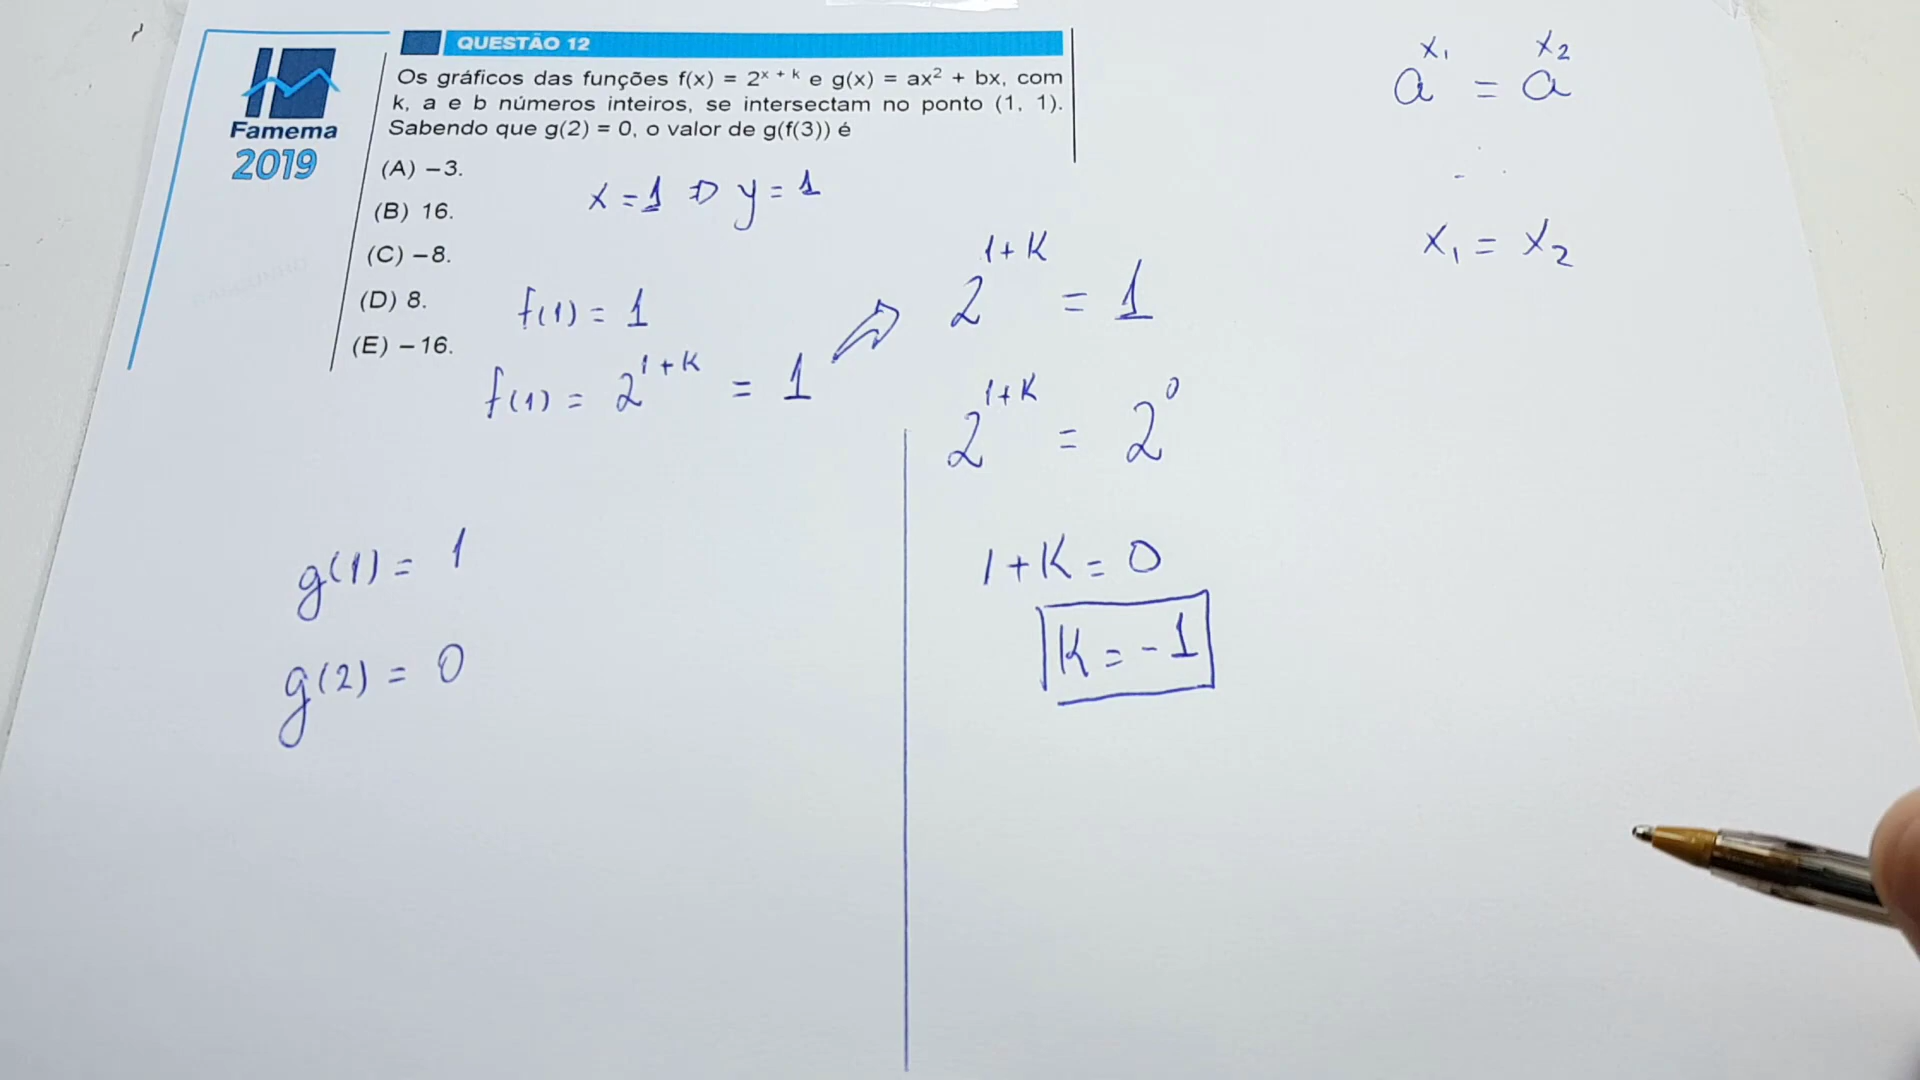 QUESTÃO 12
Os gráficos das funções f(x) = 2ˣ ⁺ ᵏ e g(x) = ax² + bx, com
k, a e b números inteiros, se intersectam no ponto (1, 1).
Sabendo que g(2) = 0, o valor de g(f(3)) é
Famema
2019
(A) –3.
(B) 16.
(C) –8.
(D) 8.
(E) –16.
x = 1 ⇒ y = 1
f(1) = 1
f(1) = 2^(1+K) = 1
2^(1+K) = 1
2^(1+K) = 2^0
1 + K = 0
K = -1
g(1) = 1
g(2) = 0
a^x₁ = a^x₂
x₁ = x₂